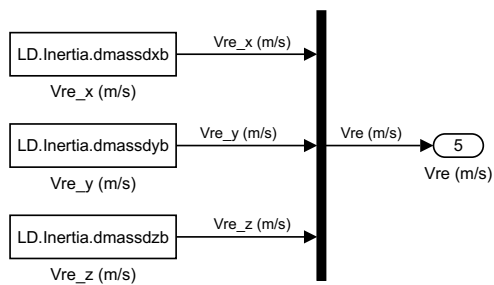 Vre_x (m/s)
LD.Inertia.dmassdxb
Vre_x (m/s)
Vre_y (m/s)
Vre (m/s)
LD.Inertia.dmassdyb
5
Vre_y (m/s)
Vre (m/s)
Vre_z (m/s)
LD.Inertia.dmassdzb
Vre_z (m/s)